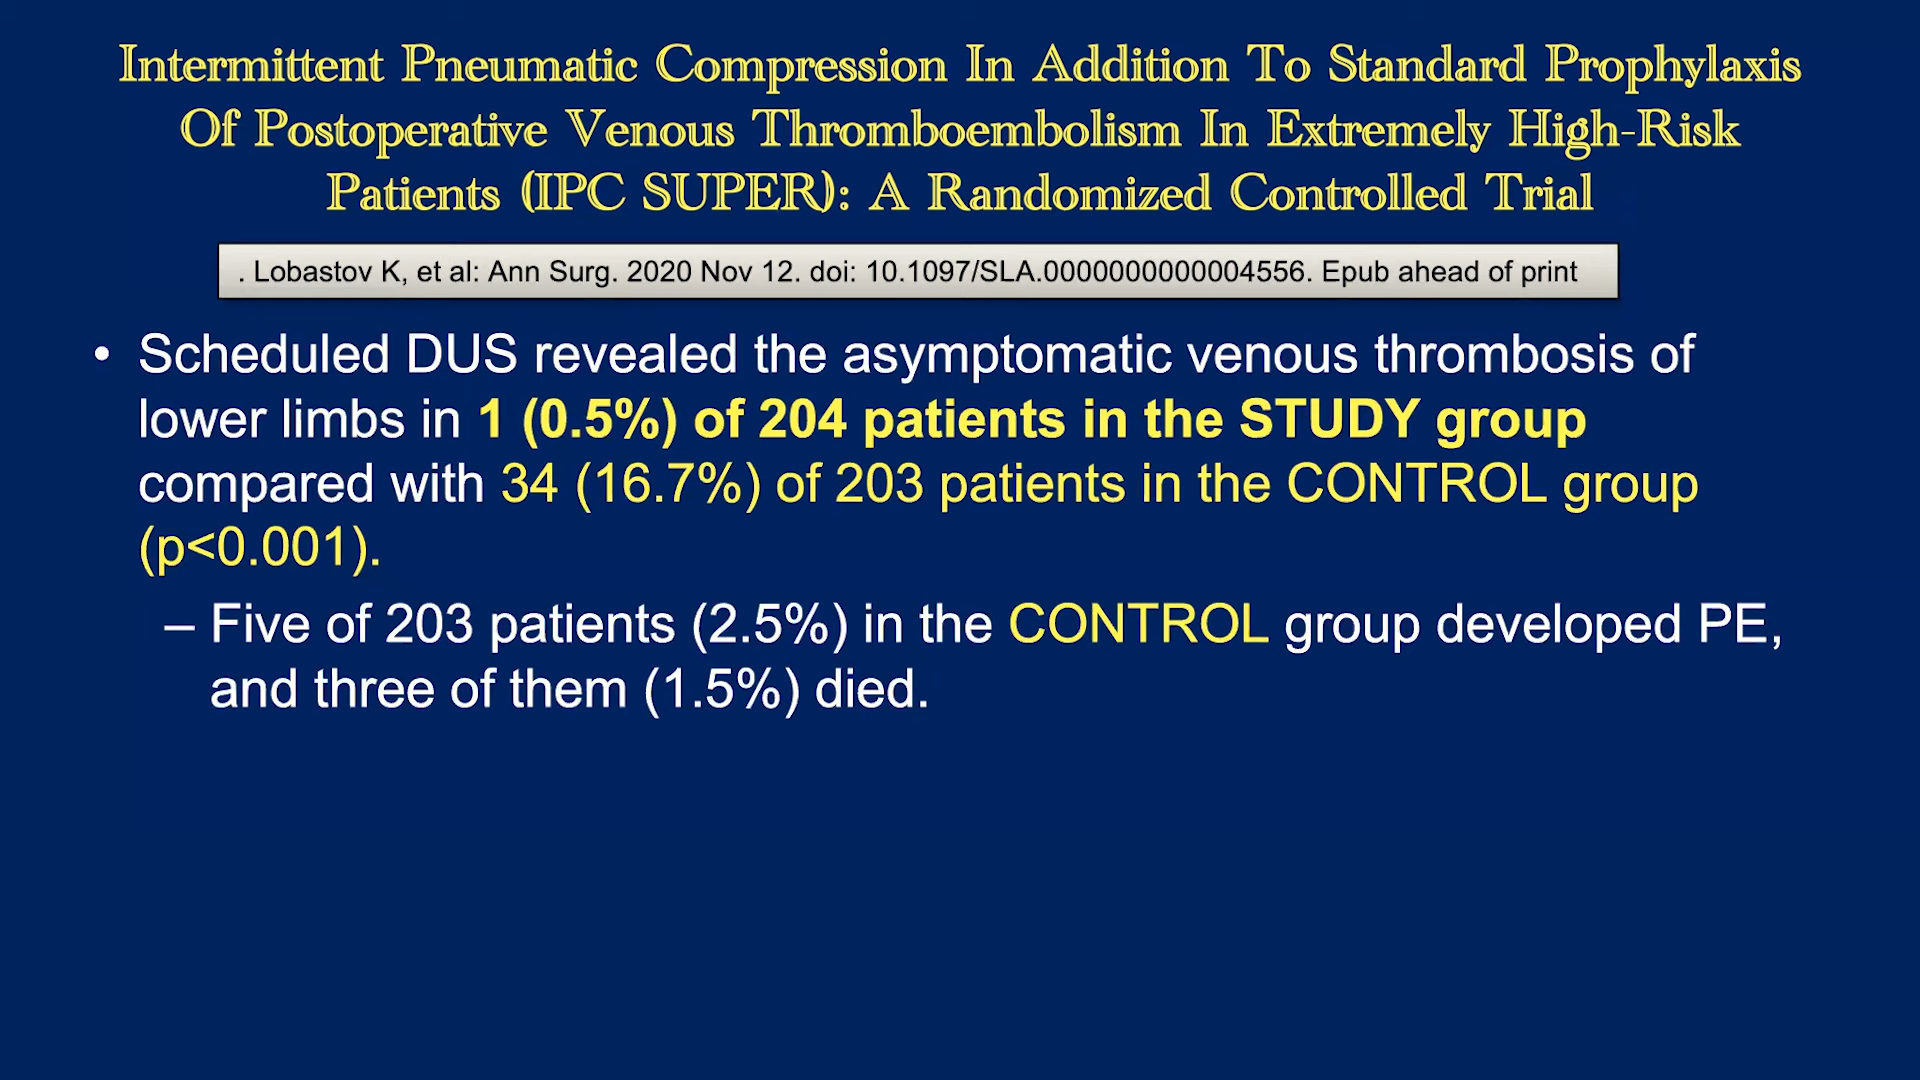 Intermittent Pneumatic Compression In Addition To Standard Prophylaxis
Of Postoperative Venous Thromboembolism In Extremely High-Risk
Patients (IPC SUPER): A Randomized Controlled Trial
. Lobastov K, et al: Ann Surg. 2020 Nov 12. doi: 10.1097/SLA.0000000000004556. Epub ahead of print
• Scheduled DUS revealed the asymptomatic venous thrombosis of
lower limbs in 1 (0.5%) of 204 patients in the STUDY group
compared with 34 (16.7%) of 203 patients in the CONTROL group
(p<0.001).
– Five of 203 patients (2.5%) in the CONTROL group developed PE,
and three of them (1.5%) died.